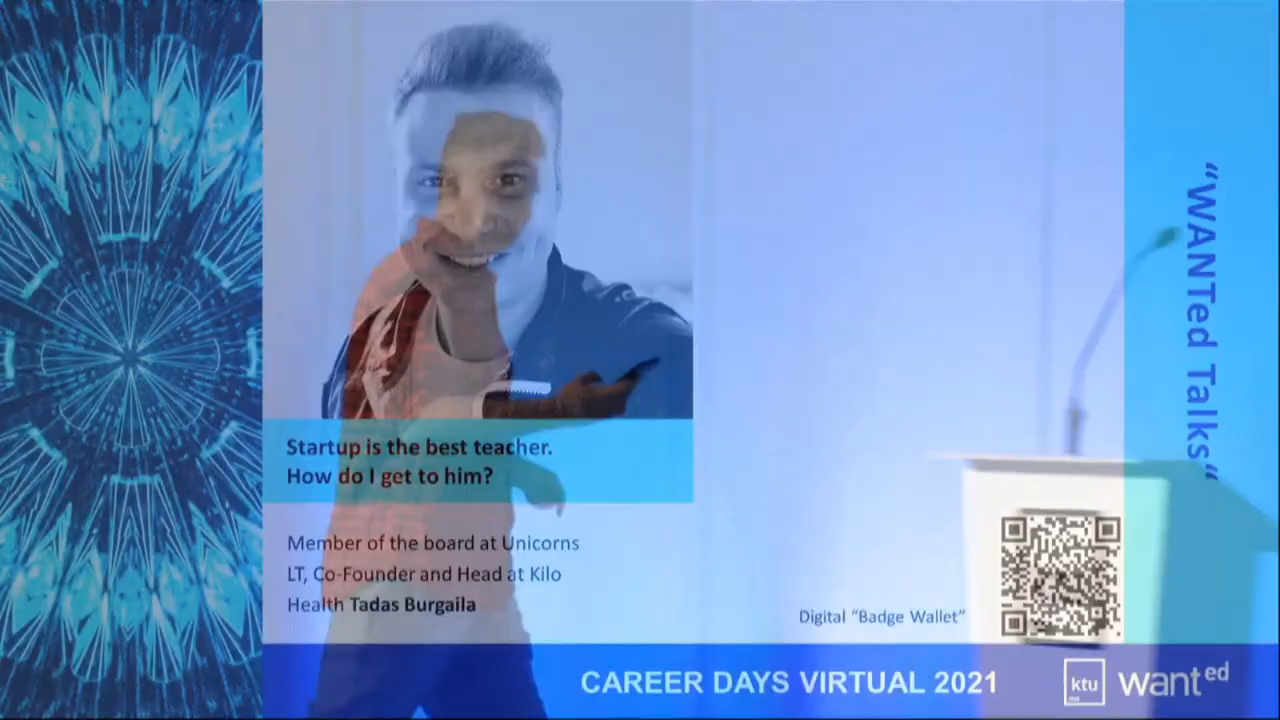 Startup is the best teacher.
How do I get to him?
Member of the board at Unicorns
LT, Co-Founder and Head at Kilo
Health Tadas Burgaila
Digital “Badge Wallet”
“WANTed Talks“
CAREER DAYS VIRTUAL 2021
ktu
wanted